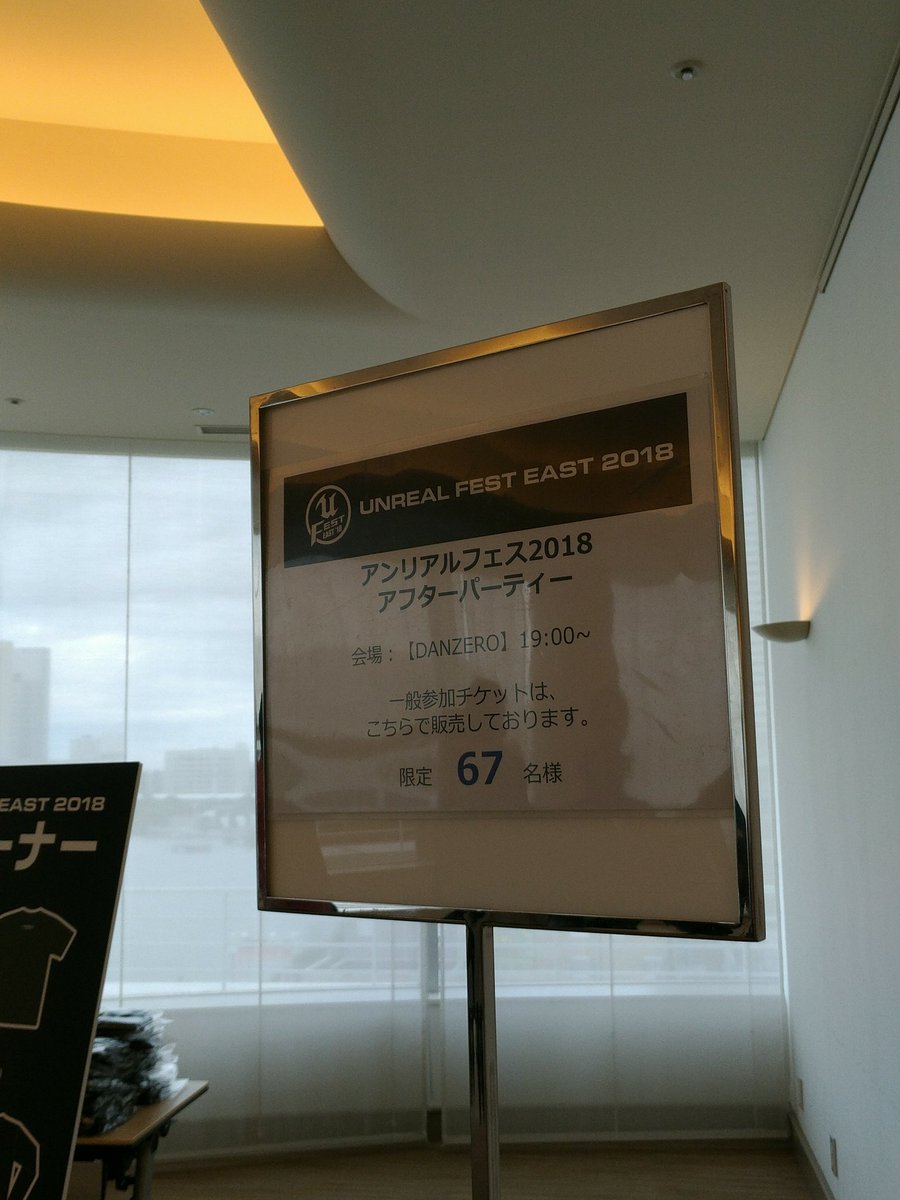 UNREAL FEST EAST 2018
U
FEST
EAST'18
アンリアルフェス2018
アフターパーティー
会場：【DANZERO】19:00~
一般参加チケットは、
こちらで販売しております。
限定 67 名様
EAST 2018
ーナー